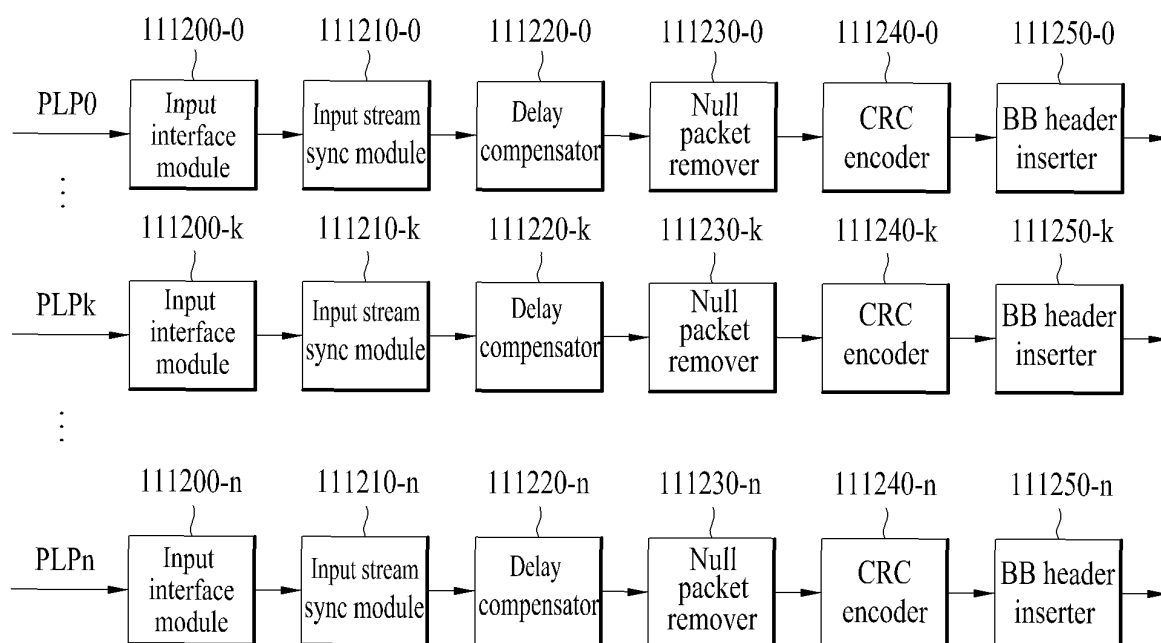 111200-0 111210-0 111220-0 111230-0 111240-0 111250-0
PLP0
Input interface module
Input stream sync module
Delay compensator
Null packet remover
CRC encoder
BB header inserter
111200-k 111210-k 111220-k 111230-k 111240-k 111250-k
PLPk
Input interface module
Input stream sync module
Delay compensator
Null packet remover
CRC encoder
BB header inserter
111200-n 111210-n 111220-n 111230-n 111240-n 111250-n
PLPn
Input interface module
Input stream sync module
Delay compensator
Null packet remover
CRC encoder
BB header inserter